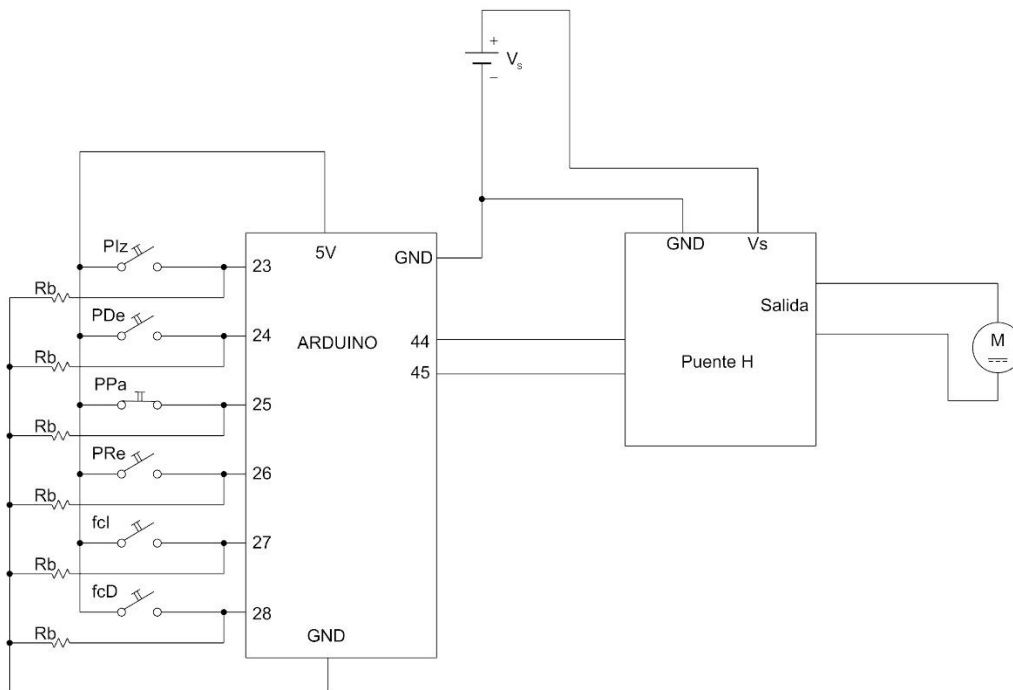 +
Vs
−
PIz
Rb
23
5V
GND
GND
Vs
PDe
Rb
24
ARDUINO
44
Salida
M
PPa
Rb
25
45
Puente H
PRe
Rb
26
fcI
Rb
27
fcD
Rb
28
GND